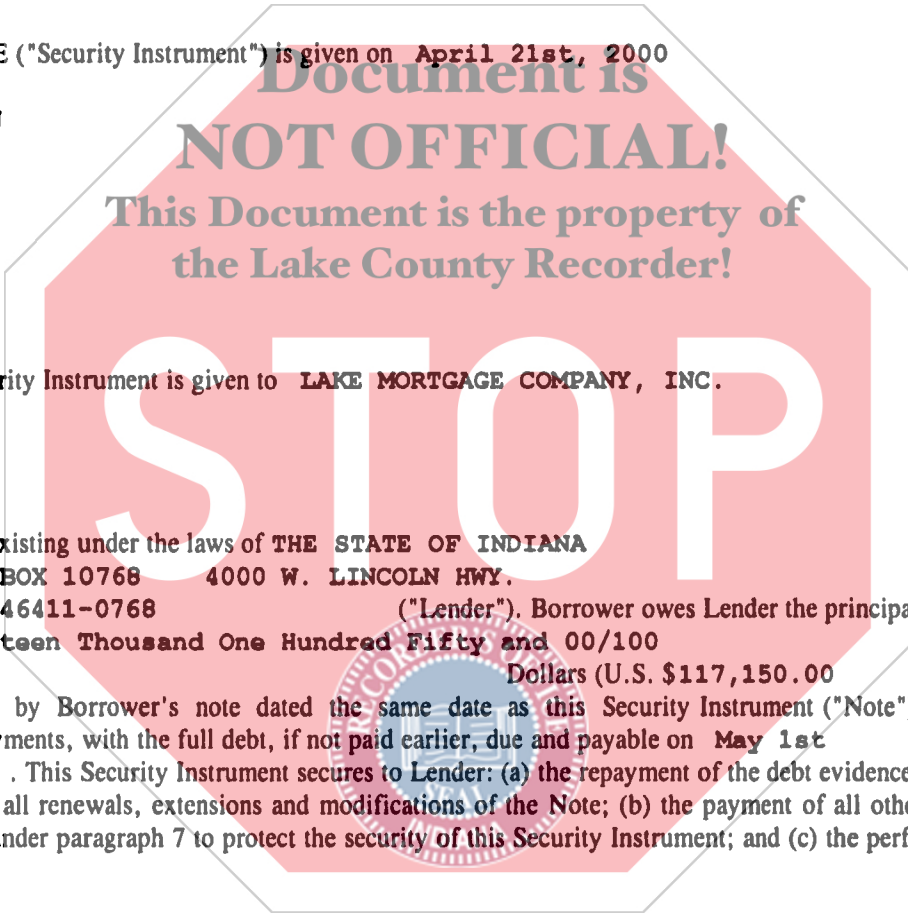 ("Security Instrument") is given on April 21st, 2000
Document is
NOT OFFICIAL!
This Document is the property of
the Lake County Recorder!
rity Instrument is given to LAKE MORTGAGE COMPANY, INC.
STOP
xisting under the laws of THE STATE OF INDIANA
BOX 10768 4000 W. LINCOLN HWY.
46411-0768 ("Lender"). Borrower owes Lender the principa
teen Thousand One Hundred Fifty and 00/100
Dollars (U.S. $117,150.00
by Borrower's note dated the same date as this Security Instrument ("Note"
ments, with the full debt, if not paid earlier, due and payable on May 1st
. This Security Instrument secures to Lender: (a) the repayment of the debt evidence
all renewals, extensions and modifications of the Note; (b) the payment of all othe
nder paragraph 7 to protect the security of this Security Instrument; and (c) the perf
SEAL
INDIANA